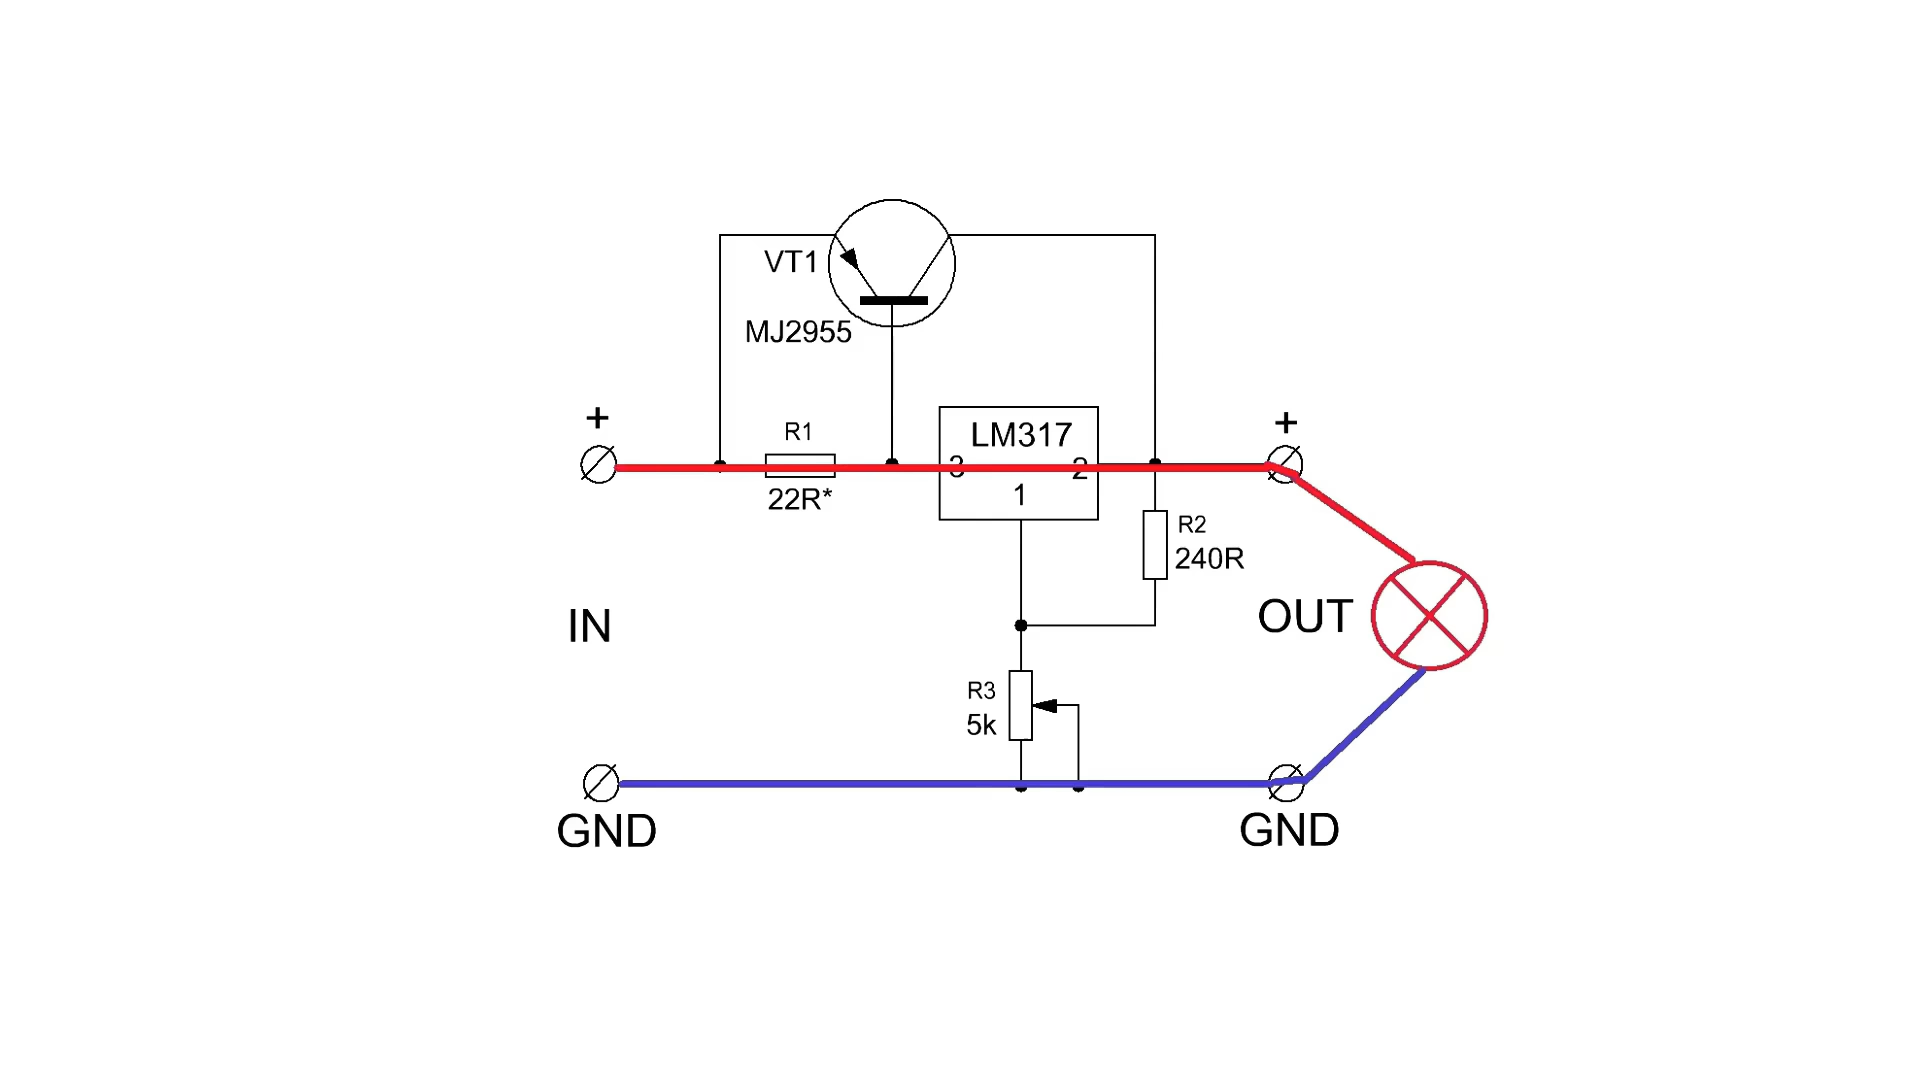 VT1
MJ2955
+
R1
22R*
LM317
3
2
1
+
R2
240R
IN
OUT
R3
5k
GND
GND